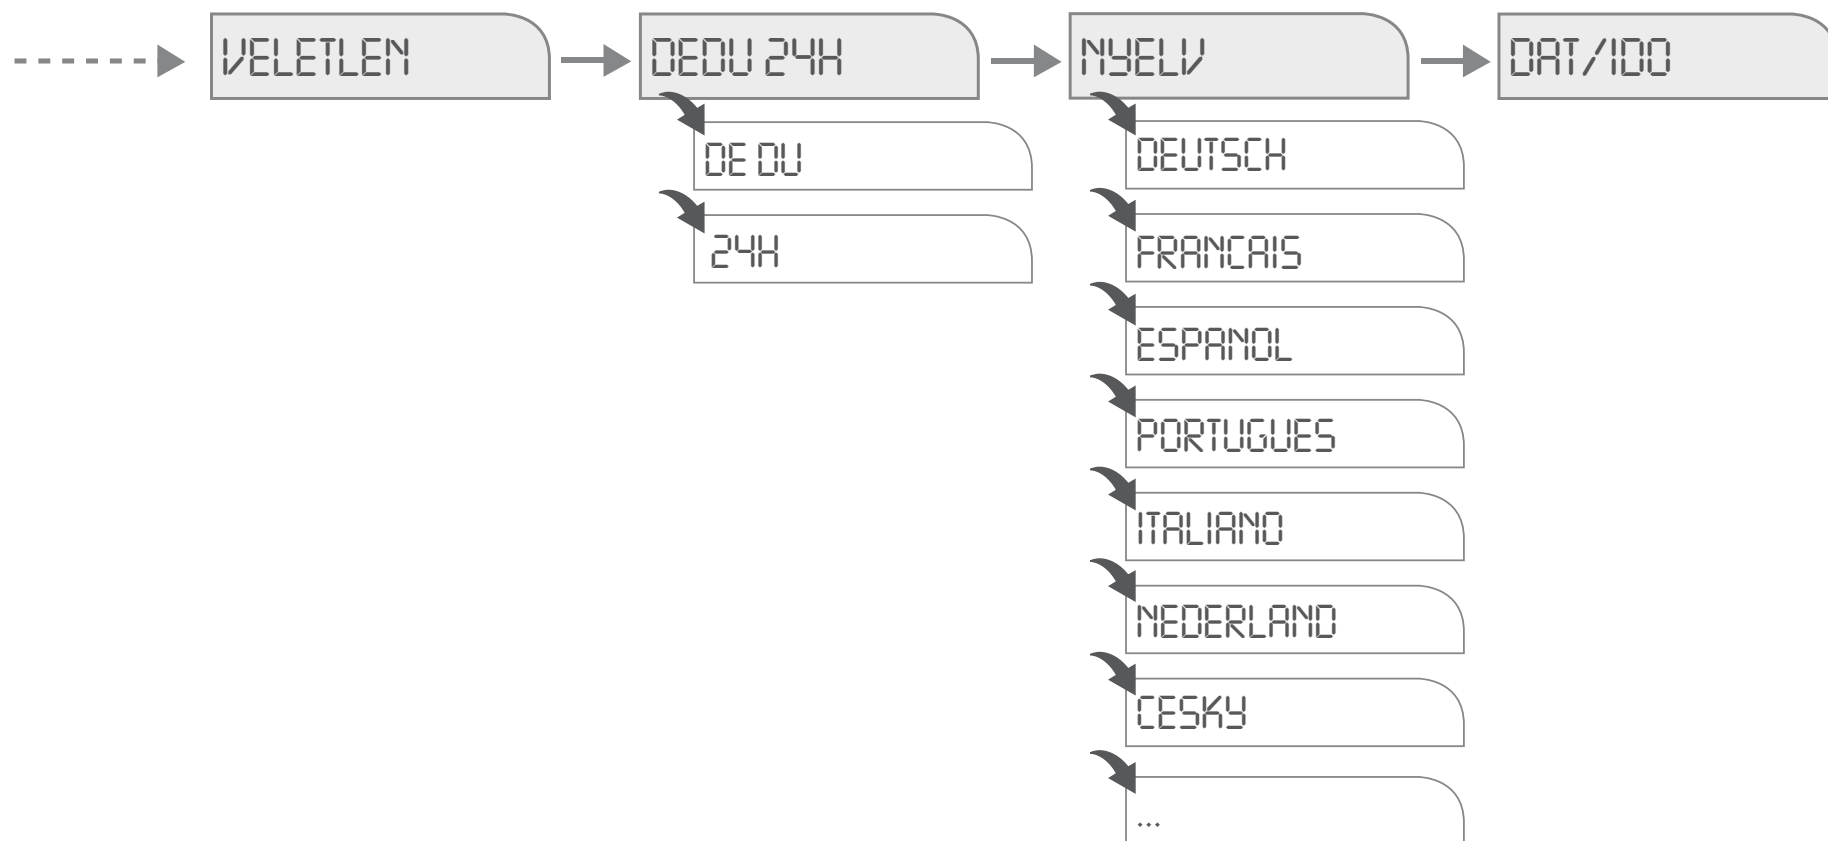 VELETLEN
DEDU 24H
DE DU
24H
NYELV
DEUTSCH
FRANCAIS
ESPANOL
PORTUGUES
ITALIANO
NEDERLAND
CESKY
...
DAT/IDO